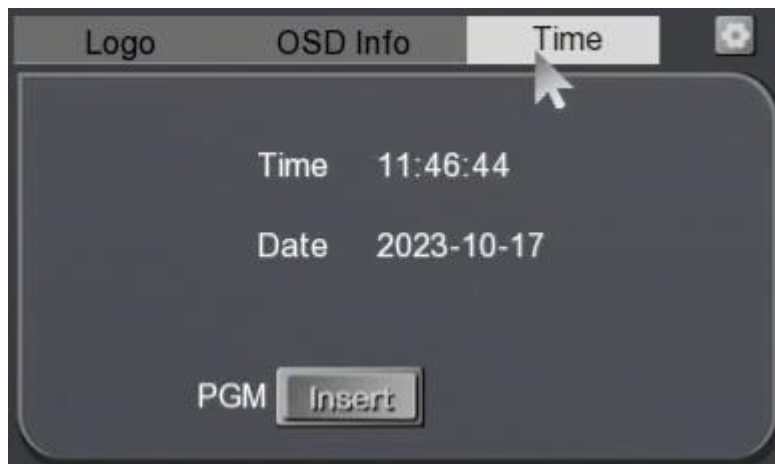 Logo OSD Info Time
Time 11:46:44
Date 2023-10-17
PGM Insert